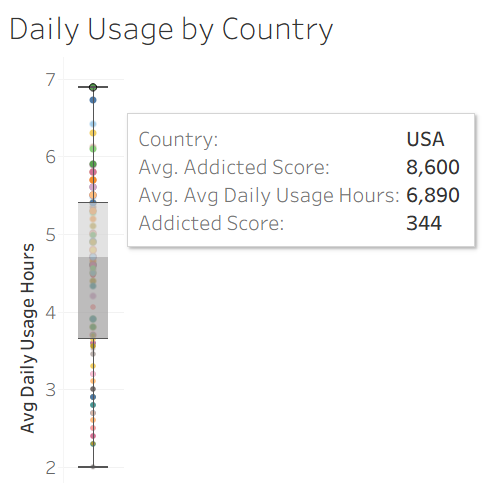 Daily Usage by Country
7
Country: USA
Avg. Addicted Score: 8,600
6
Avg. Avg Daily Usage Hours: 6,890
Addicted Score: 344
5
4
3
2
Avg Daily Usage Hours